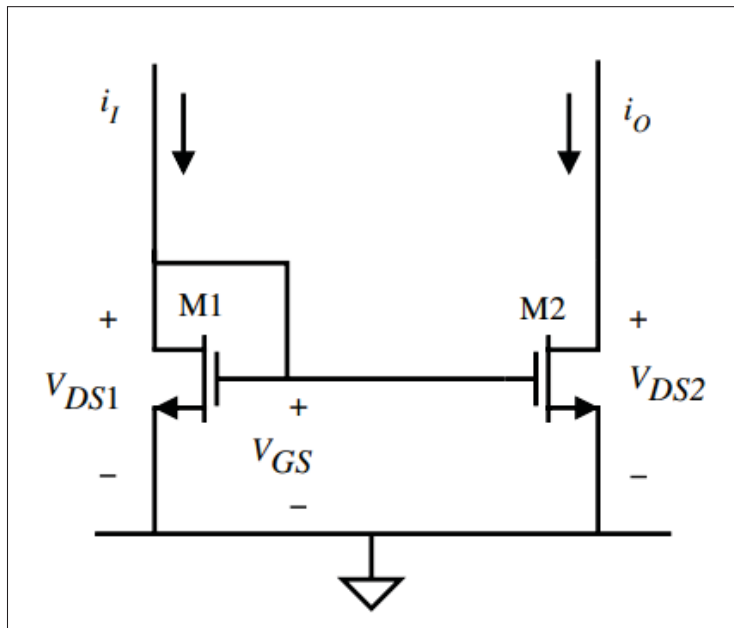 i_I
i_O
M1
M2
+
+
V_DS1
V_DS2
+
V_GS
−
−
−